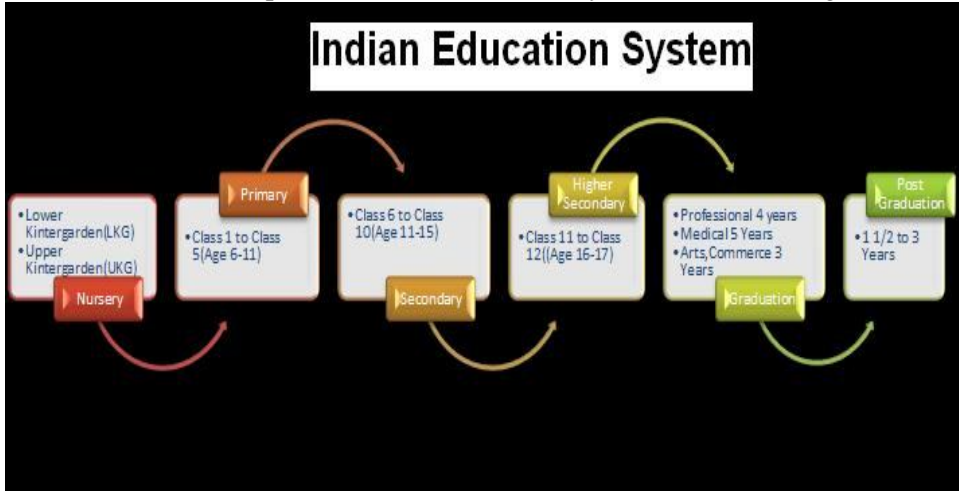 Indian Education System
• Lower
Kintergarden(LKG)
• Upper
Kintergarden(UKG)
Nursery
Primary
• Class 1 to Class
5(Age 6-11)
• Class 6 to Class
10(Age 11-15)
Secondary
Higher
Secondary
• Class 11 to Class
12((Age 16-17)
• Professional 4 years
• Medical 5 Years
• Arts,Commerce 3
Years
Graduation
Post
Graduation
• 1 1/2 to 3
Years